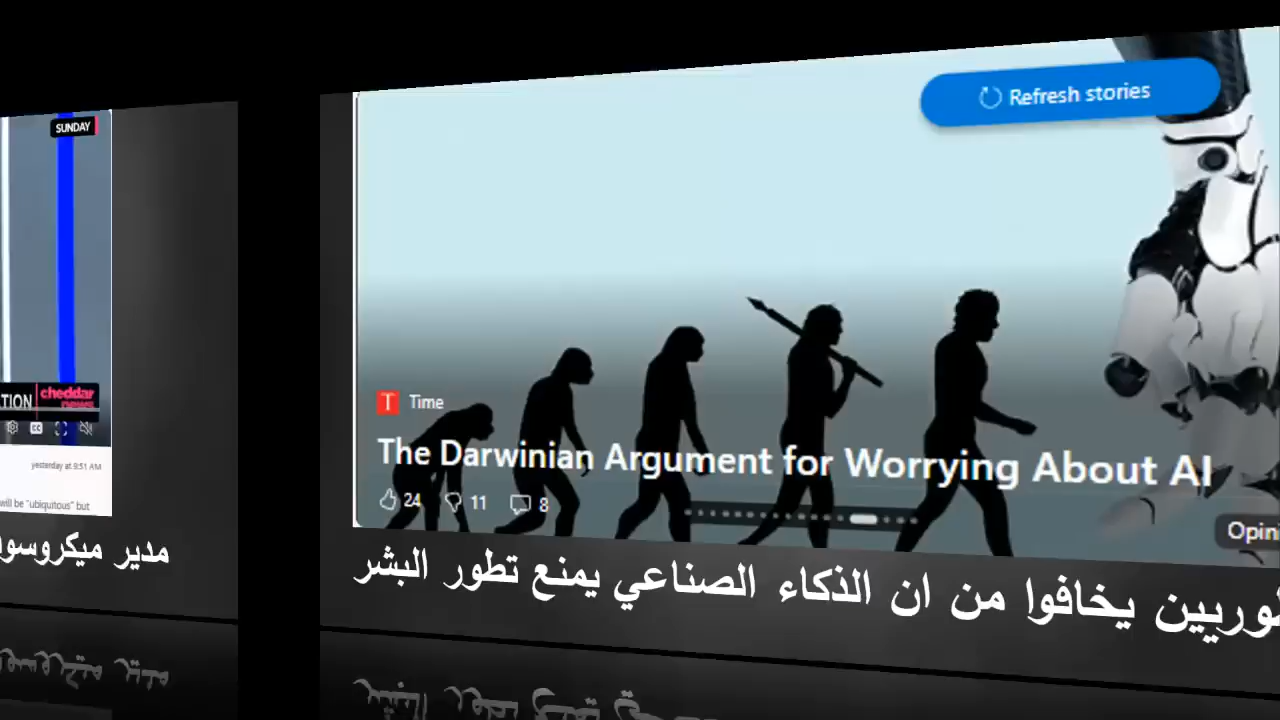 SUNDAY
TION
cheddar
news
yesterday at 9:51 AM
will be "ubiquitous" but
مدير
Refresh stories
T Time
The Darwinian Argument for Worrying About AI
24 11 8
يخافوا من ان الذكاء الصناعي يمنع تطور البشر